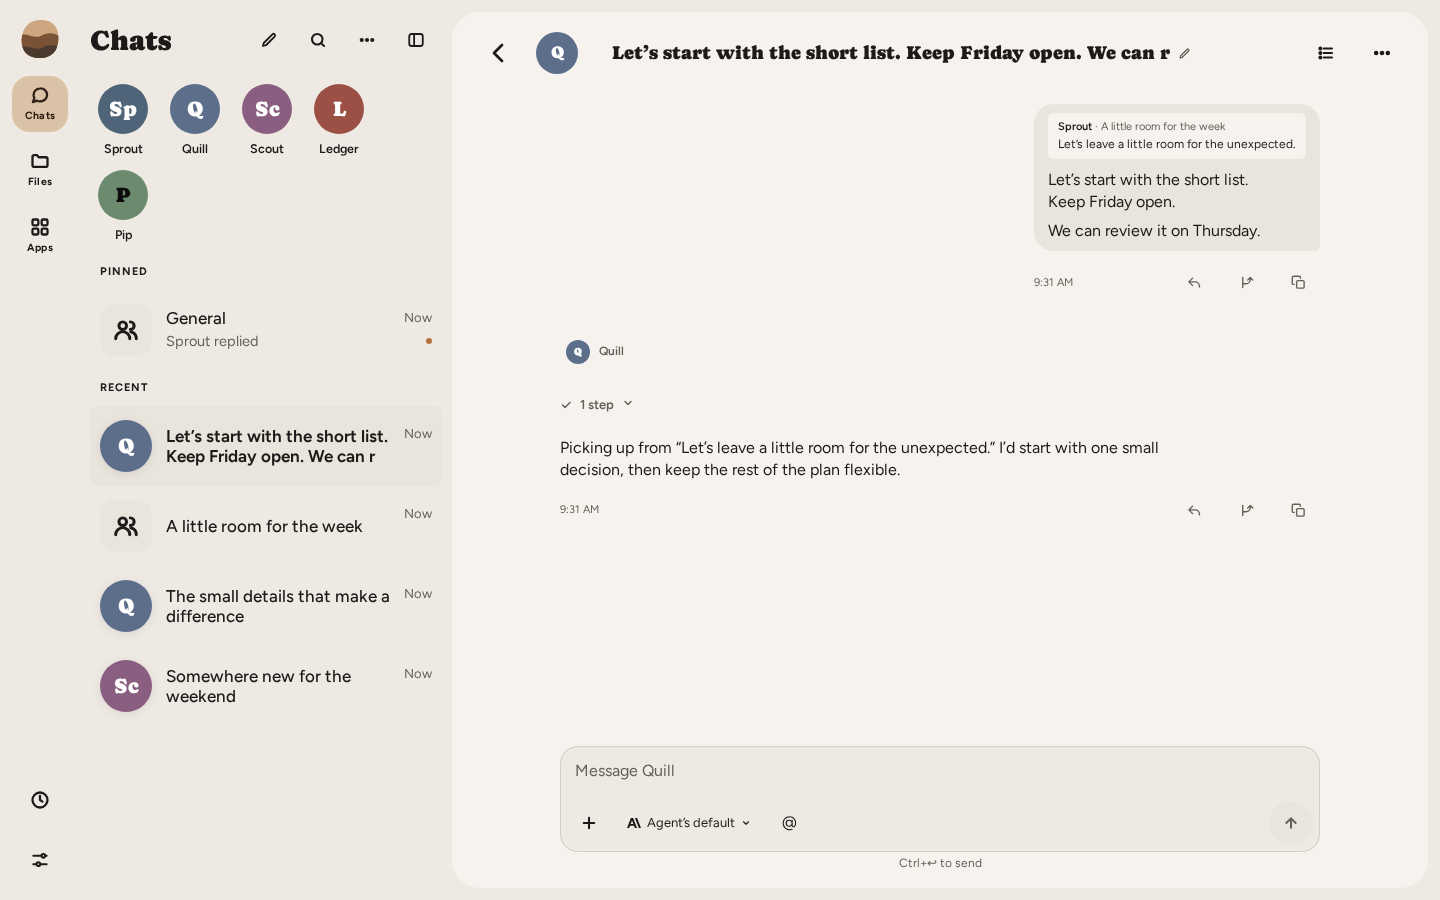 Chats
Chats
Files
Apps
Sp
Sprout
Q
Quill
Sc
Scout
L
Ledger
P
Pip
PINNED
General
Now
Sprout replied
RECENT
Q
Let’s start with the short list.
Keep Friday open. We can r
Now
A little room for the week
Now
Q
The small details that make a
difference
Now
Sc
Somewhere new for the
weekend
Now
Q
Let’s start with the short list. Keep Friday open. We can r
Sprout · A little room for the week
Let’s leave a little room for the unexpected.
Let’s start with the short list.
Keep Friday open.
We can review it on Thursday.
9:31 AM
Q
Quill
1 step
Picking up from “Let’s leave a little room for the unexpected.” I’d start with one small
decision, then keep the rest of the plan flexible.
9:31 AM
Message Quill
A\ Agent’s default
@
Ctrl+↩ to send